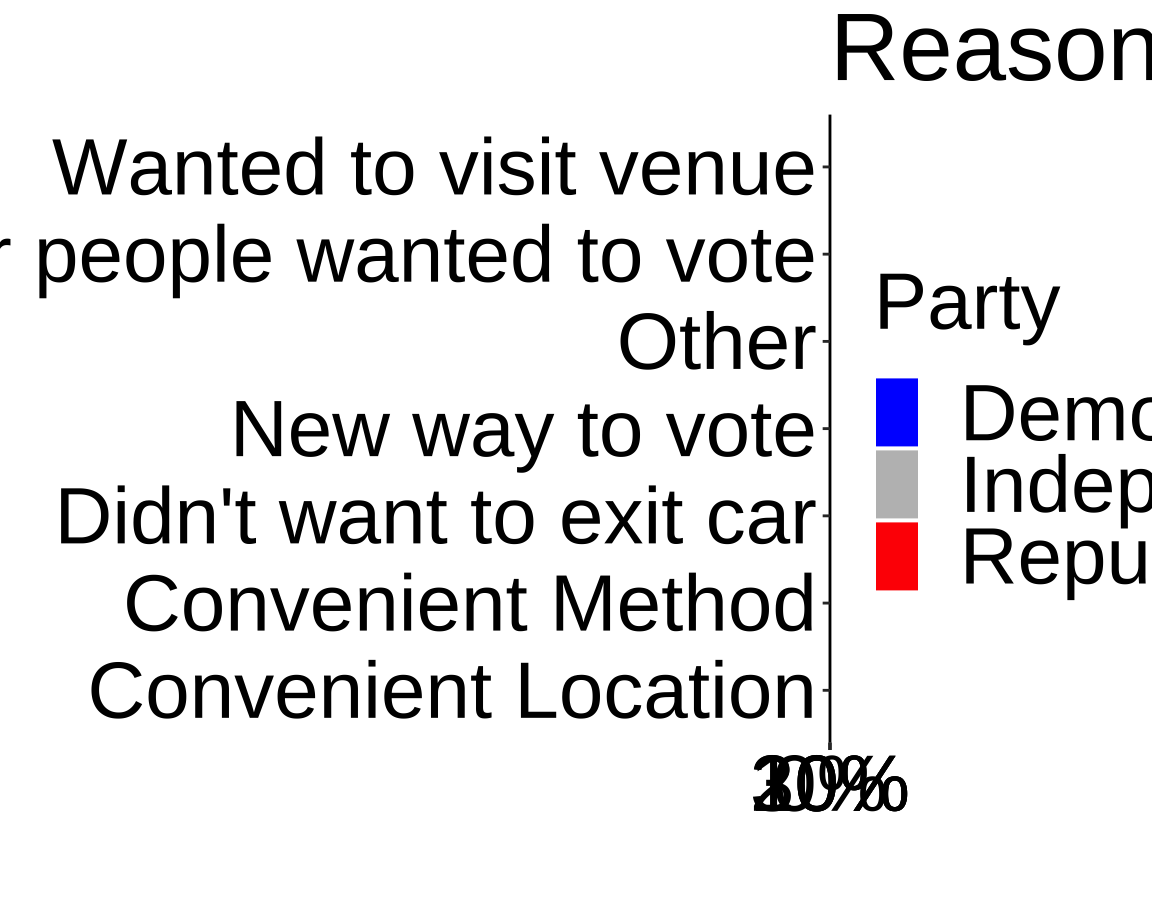 Reason
Wanted to visit venue
people wanted to vote
Other
New way to vote
Didn't want to exit car
Convenient Method
Convenient Location
Party
Demo
Indep
Repu